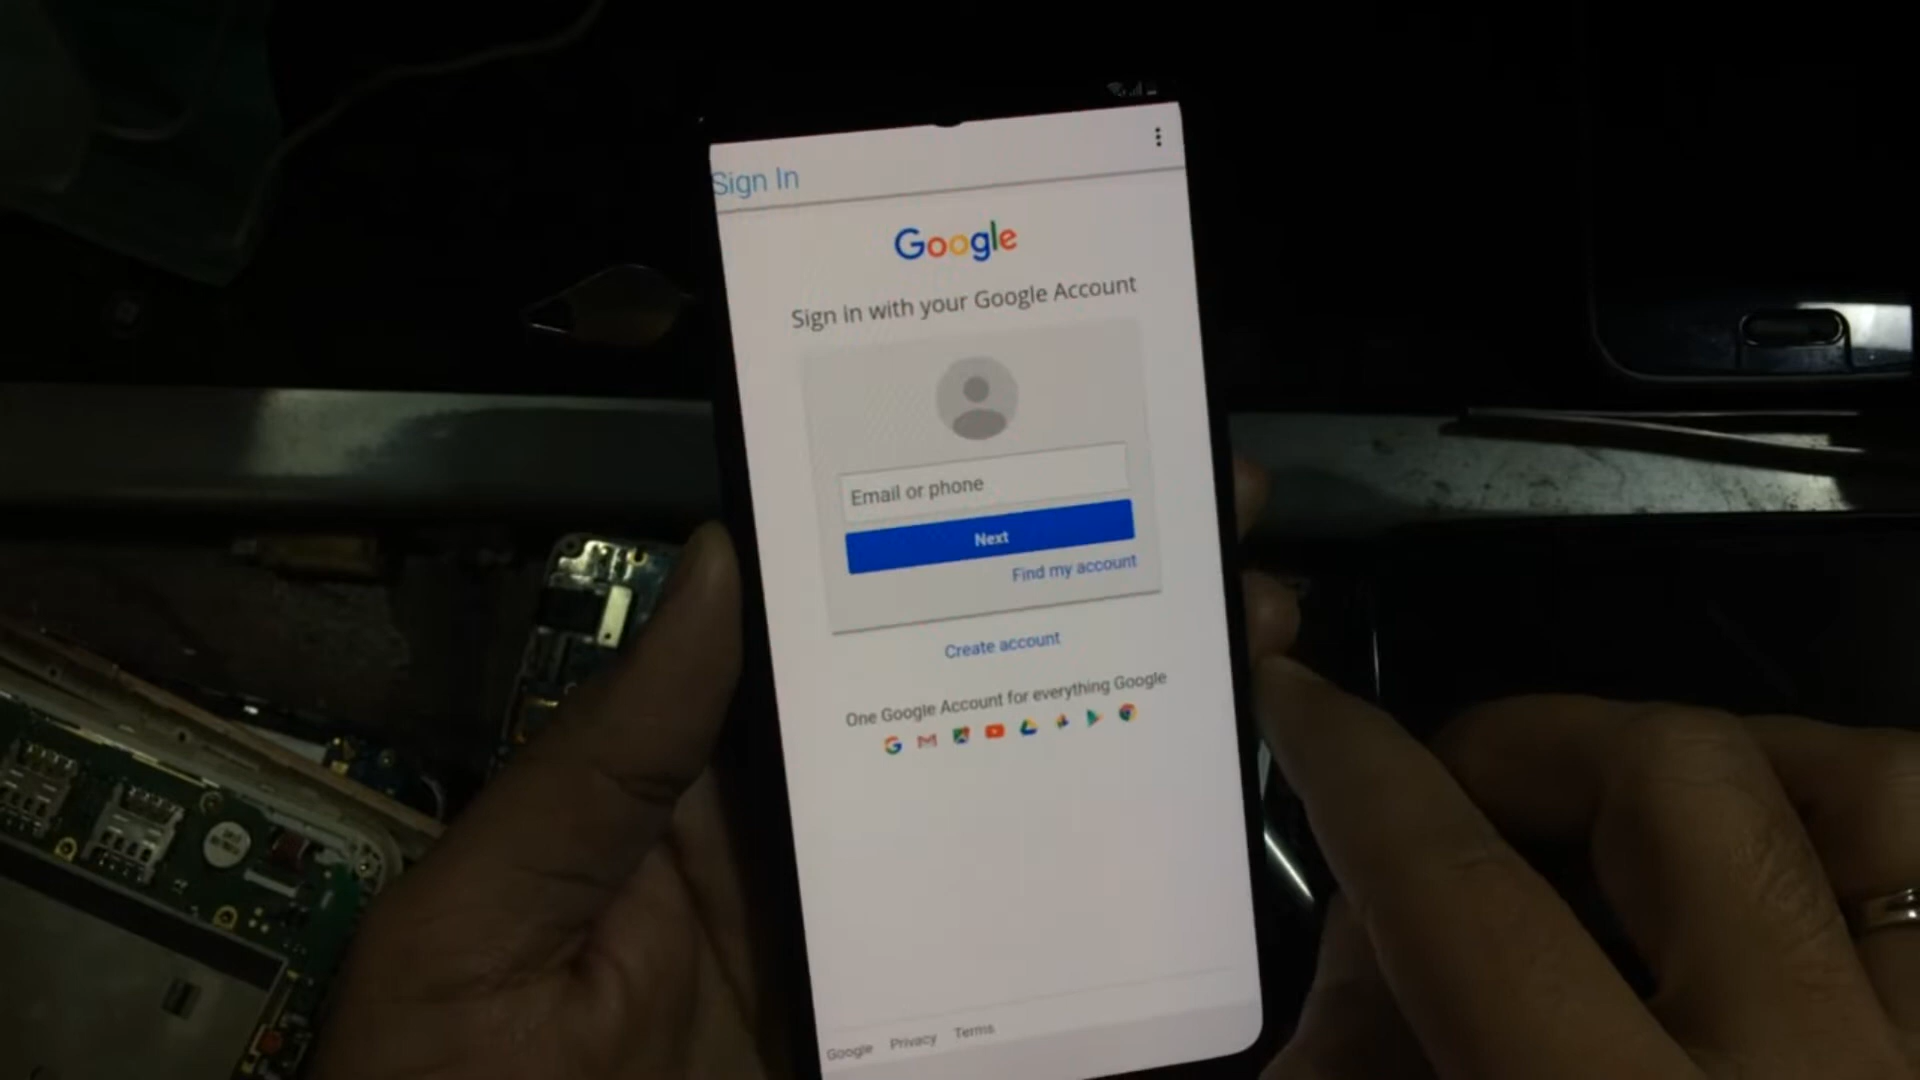 Sign In
Google
Sign in with your Google Account
Email or phone
Next
Find my account
Create account
One Google Account for everything Google
Google Privacy Terms